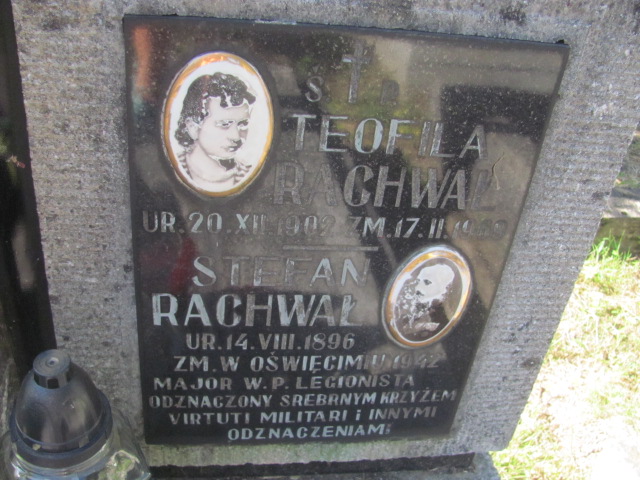 Ś P
TEOFILA
RACHWAŁ
UR. 20. XII. 1902 ZM. 17. II.
STEFAN
RACHWAŁ
UR. 14. VIII. 1896
ZM. W OŚWIĘCIMIU 1942
MAJOR W.P. LEGIONISTA
ODZNACZONY SREBRNYM KRZYŻEM
VIRTUTI MILITARI i INNYMI
ODZNACZENIAMI